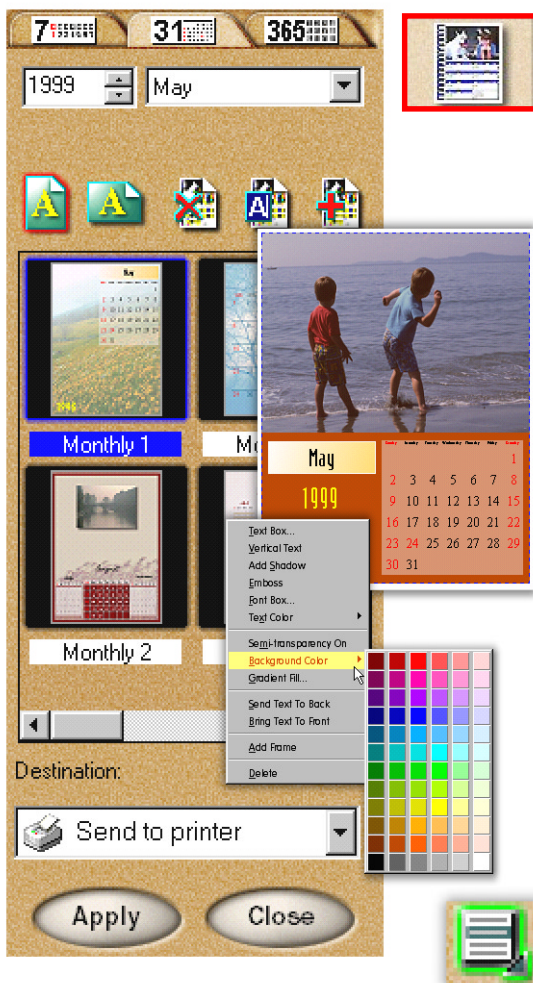 7 31 365
1999 May
A A A
Monthly 1
Monthly 2
May
1999
1
2 3 4 5 6 7 8
9 10 11 12 13 14 15
16 17 18 19 20 21 22
23 24 25 26 27 28 29
30 31
Text Box...
Vertical Text
Add Shadow
Emboss
Font Box...
Text Color
Semi-transparency On
Background Color
Gradient Fill...
Send Text To Back
Bring Text To Front
Add Frame
Delete
Destination:
Send to printer
Apply Close